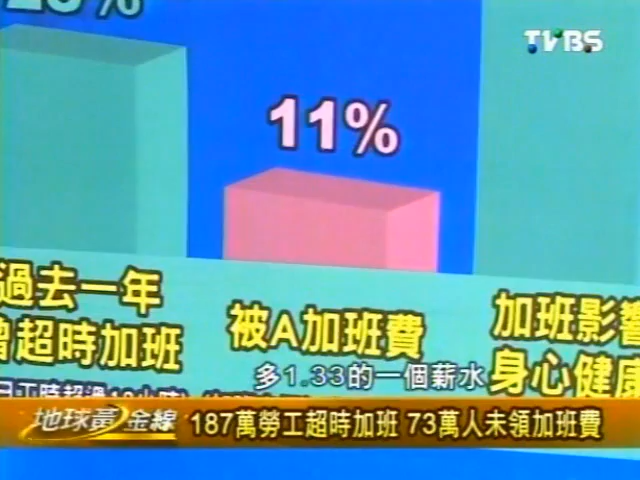 TVBS
11%
過去一年
曾超時加班
被A加班費
加班影響
身心健康
多1.33的一個薪水
地球黃金線
187萬勞工超時加班 73萬人未領加班費